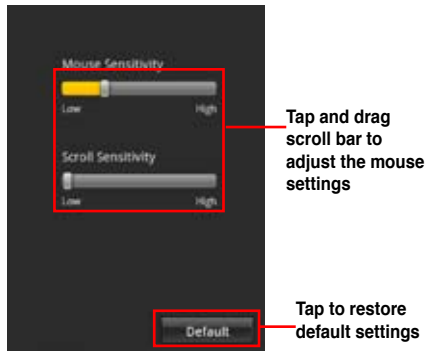 Mouse Sensitivity
Low High
Tap and drag
scroll bar to
adjust the mouse
settings
Scroll Sensitivity
Low High
Default
Tap to restore
default settings